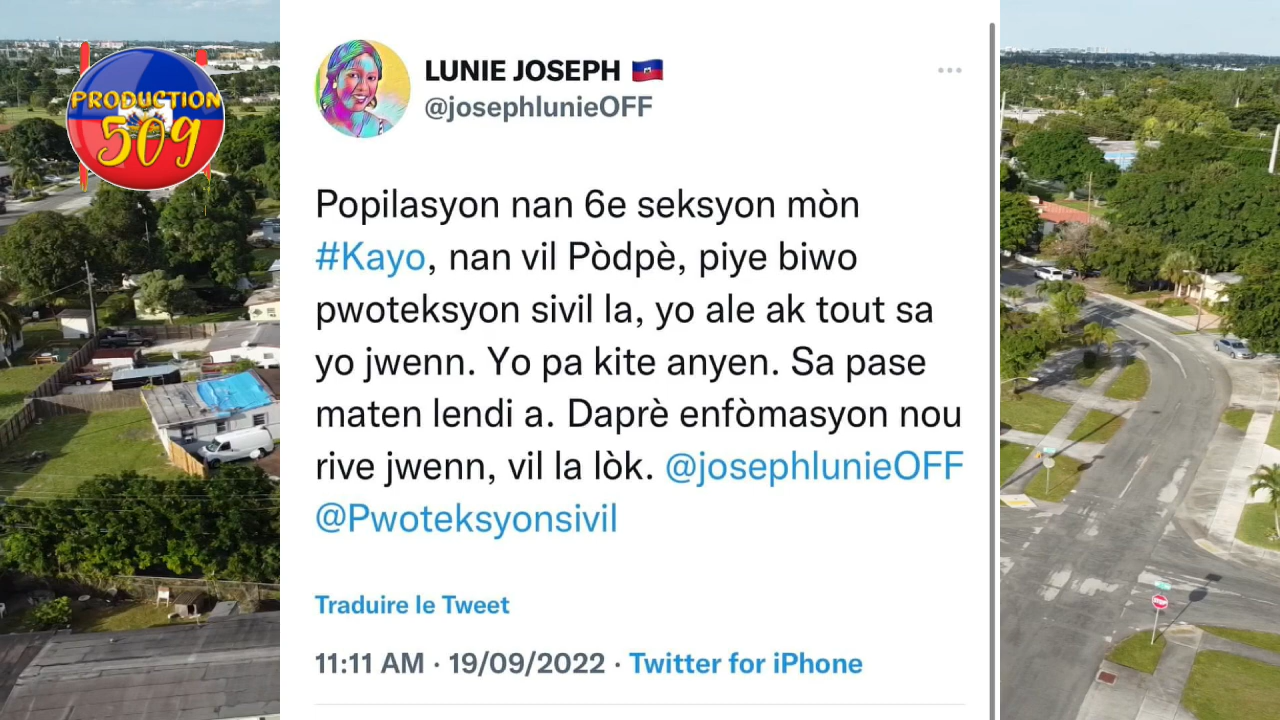 PRODUCTION
509
LUNIE JOSEPH 🇭🇹
@josephlunieOFF
Popilasyon nan 6e seksyon mòn
#Kayo, nan vil Pòdpè, piye biwo
pwoteksyon sivil la, yo ale ak tout sa
yo jwenn. Yo pa kite anyen. Sa pase
maten lendi a. Daprè enfòmasyon nou
rive jwenn, vil la lòk. @josephlunieOFF
@Pwoteksyonsivil
Traduire le Tweet
11:11 AM · 19/09/2022 · Twitter for iPhone
STOP